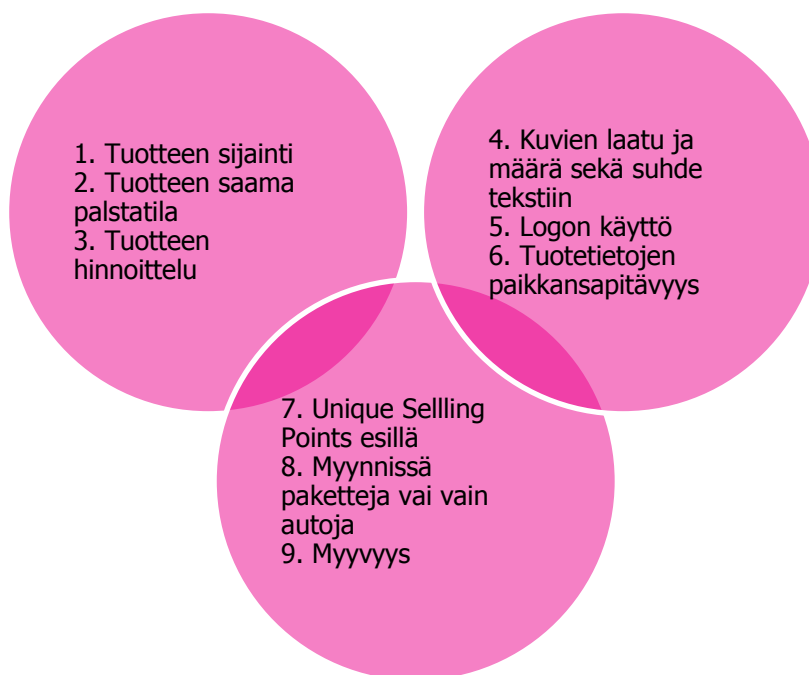 1. Tuotteen sijainti
2. Tuotteen saama
palstatila
3. Tuotteen
hinnoittelu
4. Kuvien laatu ja
määrä sekä suhde
tekstiin
5. Logon käyttö
6. Tuotetietojen
paikkansapitävyys
7. Unique Sellling
Points esillä
8. Myynnissä
paketteja vai vain
autoja
9. Myyvyys